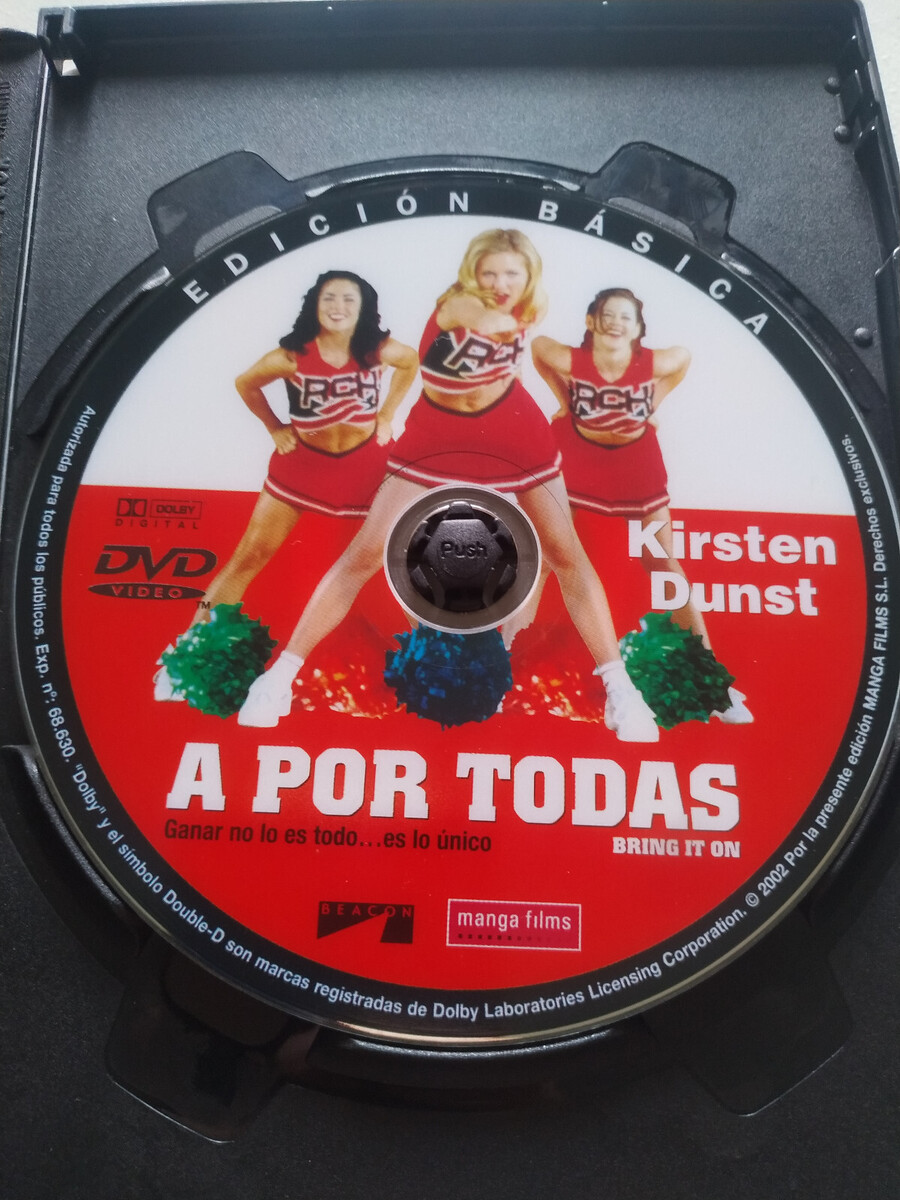 EDICIÓN BÁSICA
RCH
RCH
RCH
DOLBY
DIGITAL
DVD
VIDEO
TM
Push
Kirsten
Dunst
A POR TODAS
Ganar no lo es todo...es lo único
BRING IT ON
BEACON
manga films
Autorizada para todos los públicos. Exp. nº: 68.630. "Dolby" y el símbolo Double-D son marcas registradas de Dolby Laboratories Licensing Corporation. © 2002 Por la presente edición MANGA FILMS S.L. Derechos exclusivos.